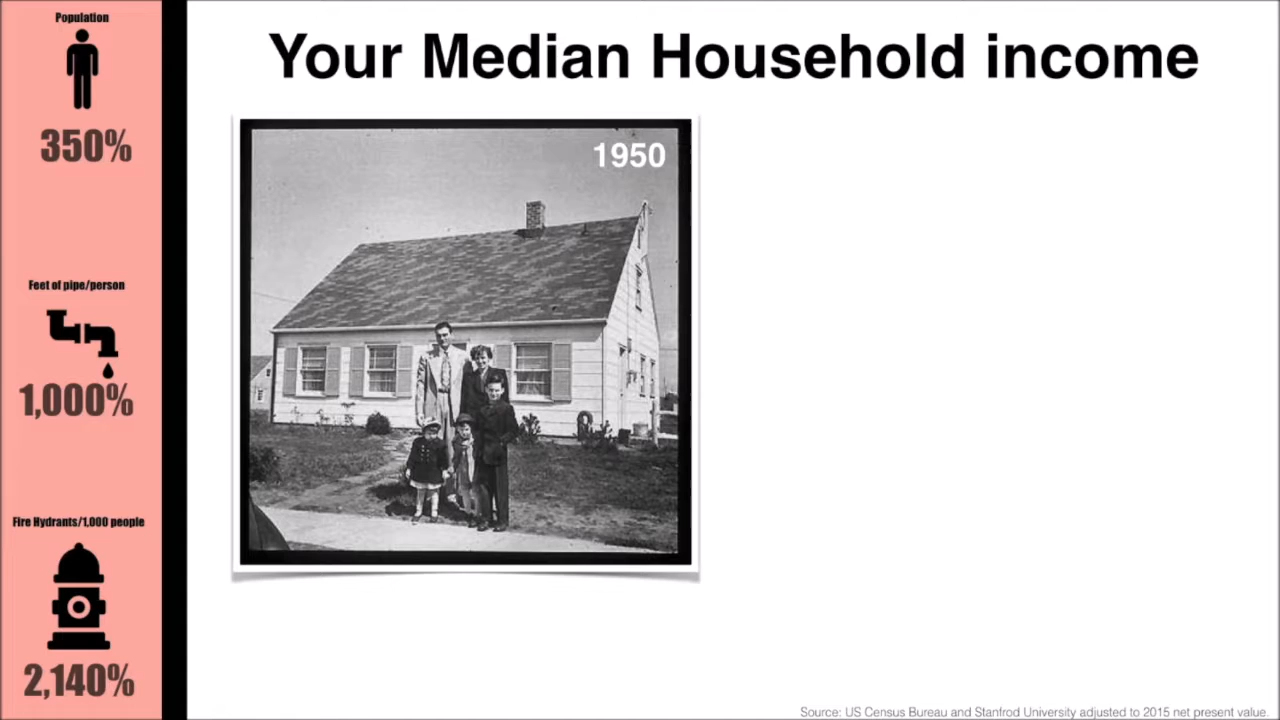 Population
350%
Feet of pipe/person
1,000%
Fire Hydrants/1,000 people
2,140%
Your Median Household income
1950
Source: US Census Bureau and Stanfrod University adjusted to 2015 net present value.